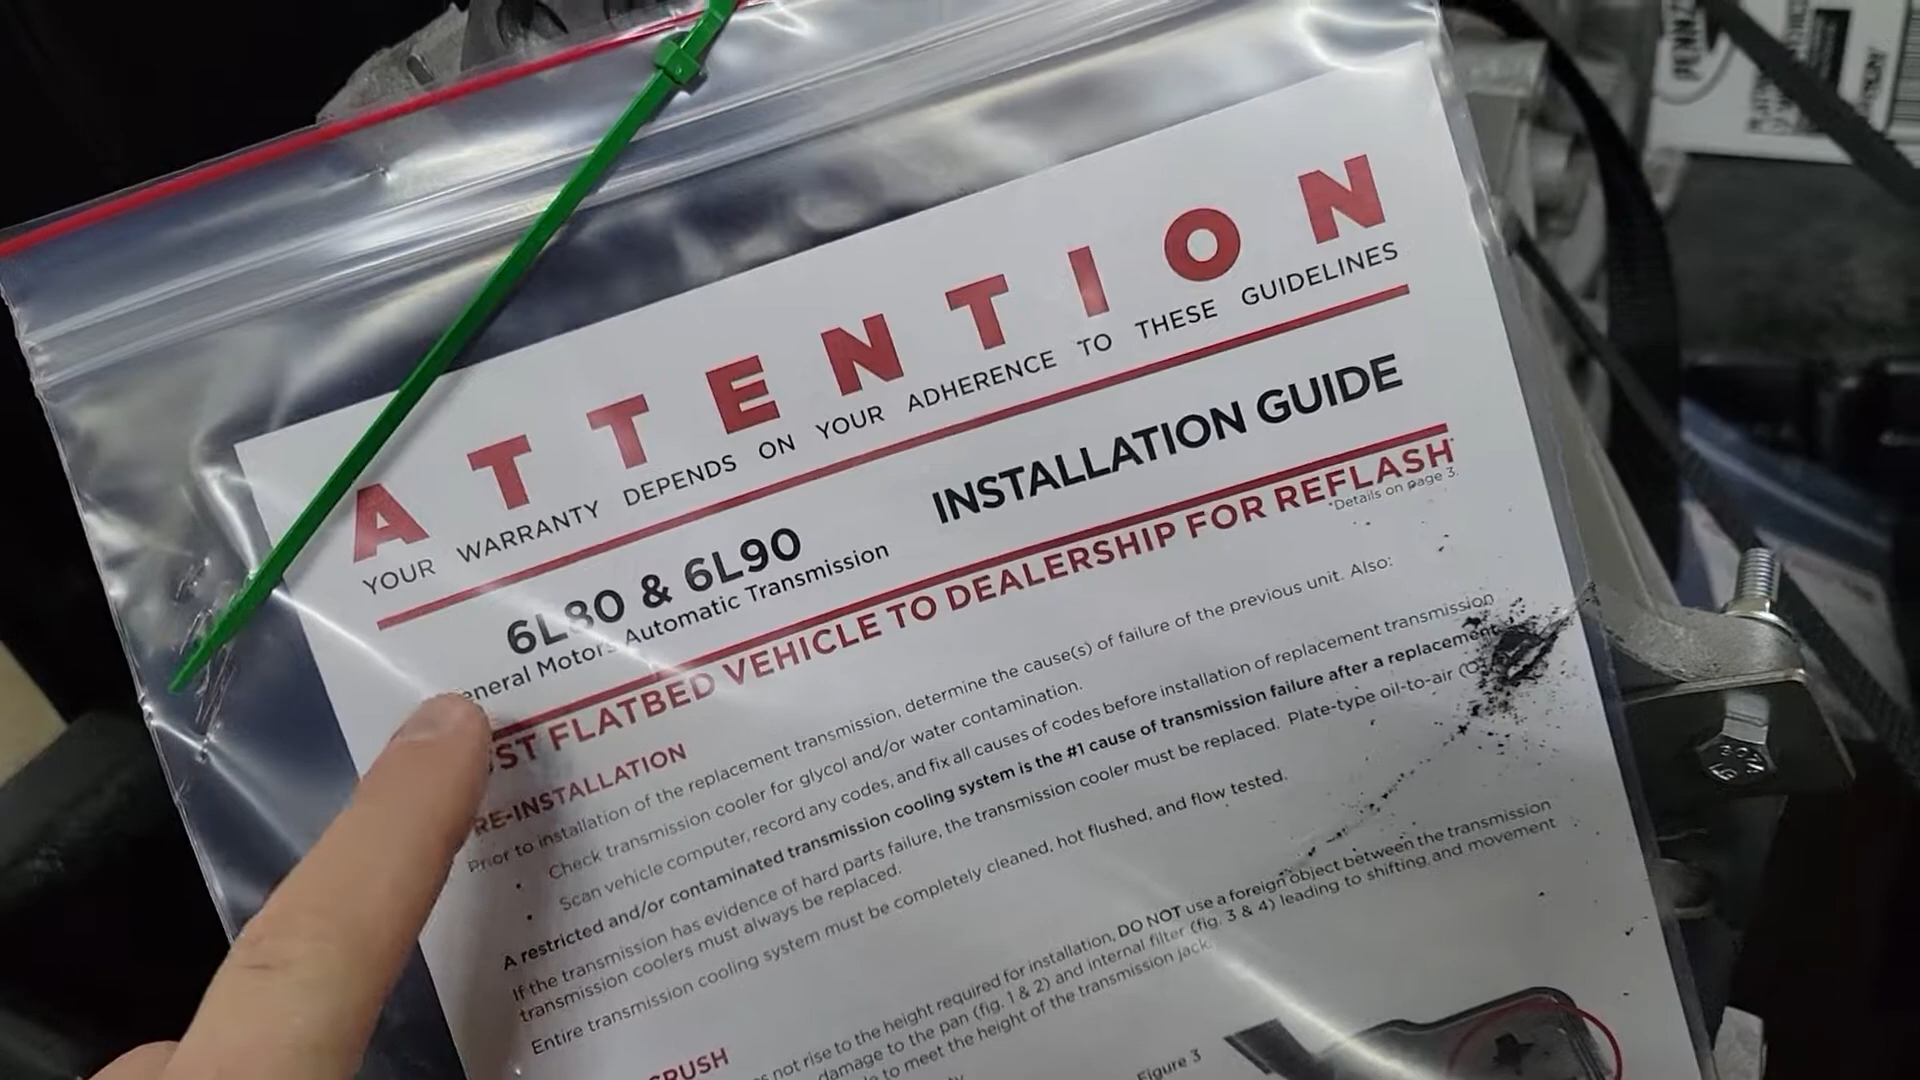 ATTENTION
YOUR WARRANTY DEPENDS ON YOUR ADHERENCE TO THESE GUIDELINES
6L80 & 6L90
General Motors Automatic Transmission
INSTALLATION GUIDE
ST FLATBED VEHICLE TO DEALERSHIP FOR REFLASH*
*Details on page 3.
RE-INSTALLATION
Prior to installation of the replacement transmission, determine the cause(s) of failure of the previous unit. Also:
• Check transmission cooler for glycol and/or water contamination.
• Scan vehicle computer, record any codes, and fix all causes of codes before installation of replacement transmission
A restricted and/or contaminated transmission cooling system is the #1 cause of transmission failure after a replacement.
If the transmission has evidence of hard parts failure, the transmission cooler must be replaced. Plate-type oil-to-air
transmission coolers must always be replaced.
Entire transmission cooling system must be completely cleaned, hot flushed, and flow tested.
CRUSH
not rise to the height required for installation, DO NOT use a foreign object between the transmission
damage to the pan (fig. 1 & 2) and internal filter (fig. 3 & 4) leading to shifting and movement
to meet the height of the transmission jack.
Figure 3
PENNZ